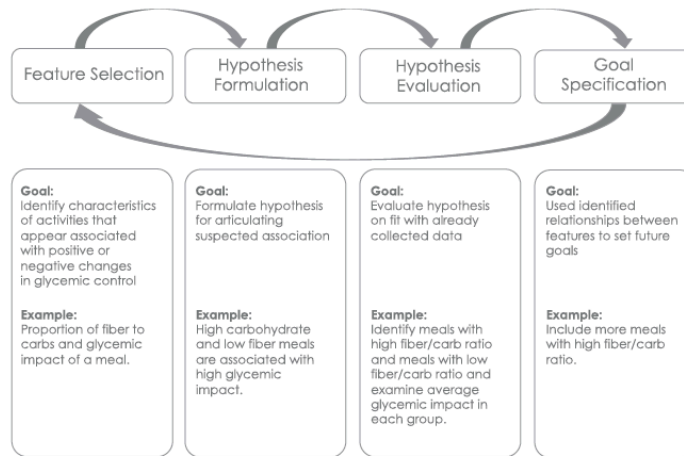 Feature Selection
Hypothesis
Formulation
Hypothesis
Evaluation
Goal
Specification
Goal:
Identify characteristics
of activities that
appear associated
with positive or
negative changes
in glycemic control
Example:
Proportion of fiber to
carbs and glycemic
impact of a meal.
Goal:
Formulate hypothesis
for articulating
suspected association
Example:
High carbohydrate
and low fiber meals
are associated with
high glycemic
impact.
Goal:
Evaluate hypothesis
on fit with already
collected data
Example:
Identify meals with
high fiber/carb ratio
and meals with low
fiber/carb ratio and
examine average
glycemic impact in
each group.
Goal:
Used identified
relationships between
features to set future
goals
Example:
Include more meals
with high fiber/carb
ratio.